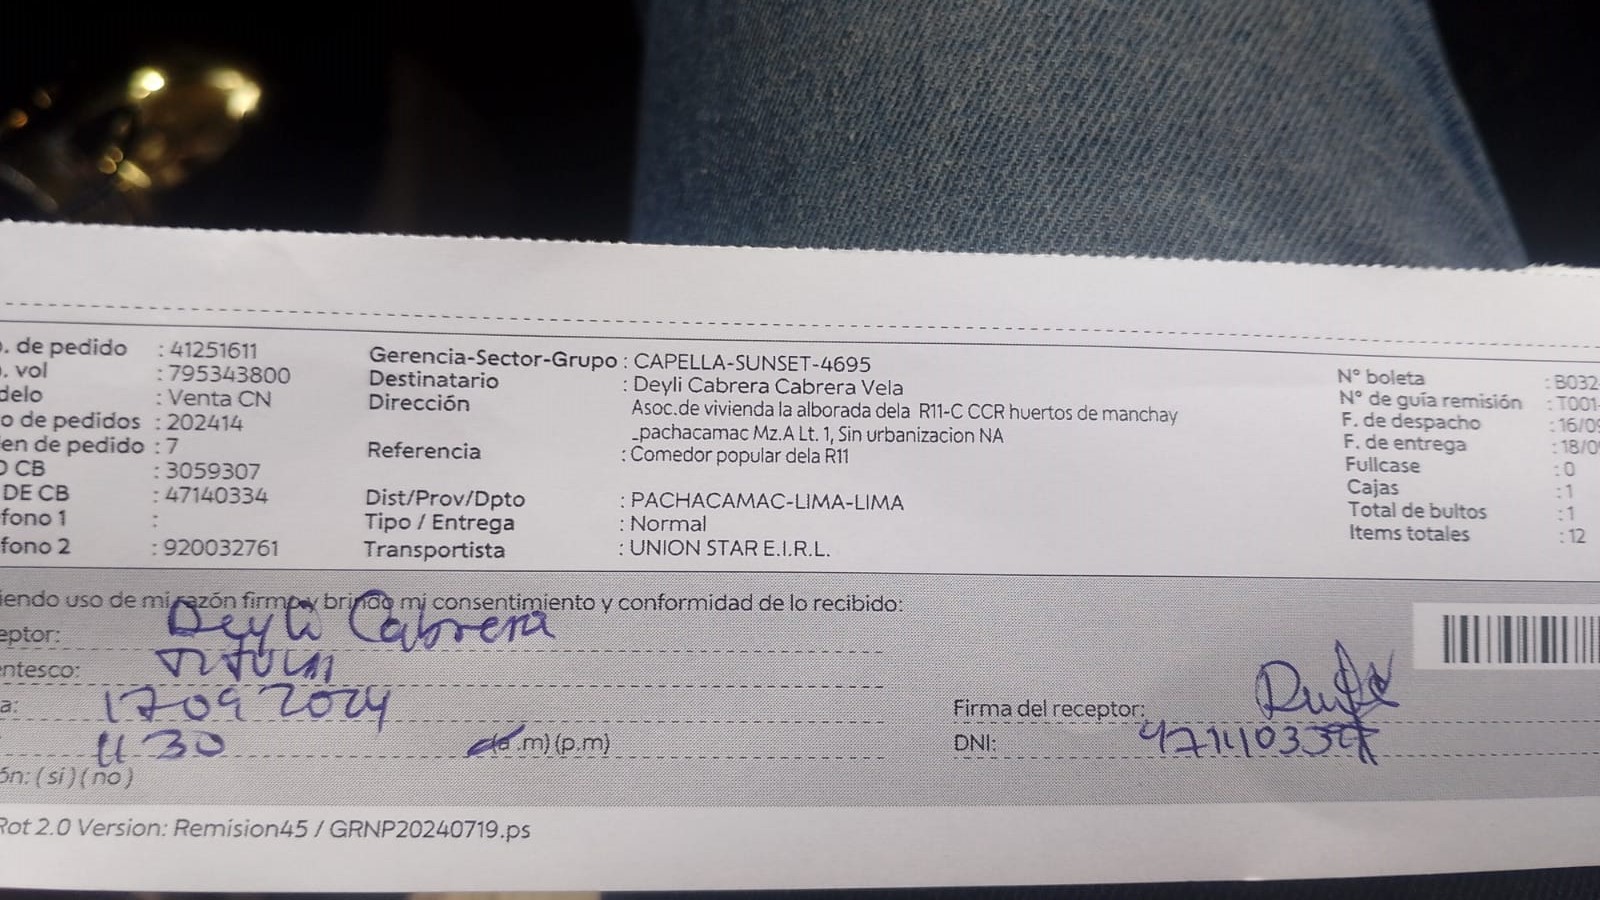 . de pedido : 41251611
. vol : 795343800
delo : Venta CN
o de pedidos : 202414
en de pedido : 7
O CB : 3059307
DE CB : 47140334
fono 1 :
fono 2 : 920032761
Gerencia-Sector-Grupo : CAPELLA-SUNSET-4695
Destinatario : Deyli Cabrera Cabrera Vela
Dirección Asoc.de vivienda la alborada dela R11-C CCR huertos de manchay
_pachacamac Mz.A Lt. 1, Sin urbanizacion NA
Referencia : Comedor popular dela R11
Dist/Prov/Dpto : PACHACAMAC-LIMA-LIMA
Tipo / Entrega : Normal
Transportista : UNION STAR E.I.R.L.
N° boleta : B032
N° de guía remisión : T001-
F. de despacho : 16/09
F. de entrega : 18/0
Fullcase : 0
Cajas : 1
Total de bultos : 1
Items totales : 12
iendo uso de mi razón firmo y brindo mi consentimiento y conformidad de lo recibido:
eptor: Deyli Cabrera
entesco: Titular
a: 17 09 2024
11 30 (a.m) (p.m)
ón: ( si ) ( no )
Firma del receptor:
DNI:
Rot 2.0 Version: Remision45 / GRNP20240719.ps